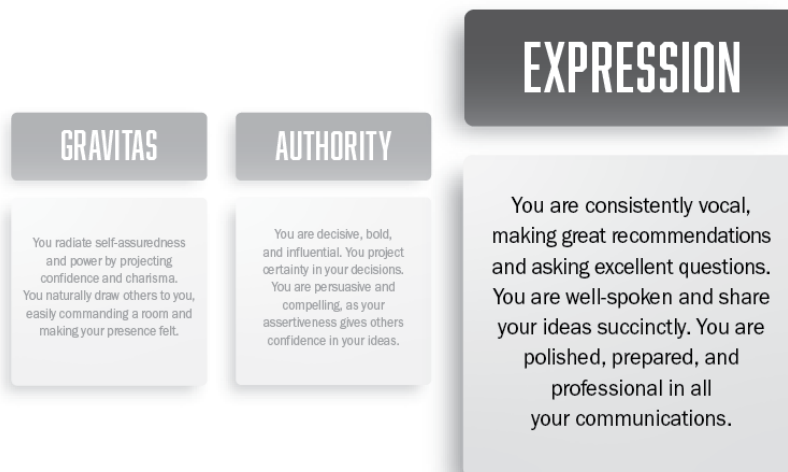 GRAVITAS
You radiate self-assuredness
and power by projecting
confidence and charisma.
You naturally draw others to you,
easily commanding a room and
making your presence felt.
AUTHORITY
You are decisive, bold,
and influential. You project
certainty in your decisions.
You are persuasive and
compelling, as your
assertiveness gives others
confidence in your ideas.
EXPRESSION
You are consistently vocal,
making great recommendations
and asking excellent questions.
You are well-spoken and share
your ideas succinctly. You are
polished, prepared, and
professional in all
your communications.